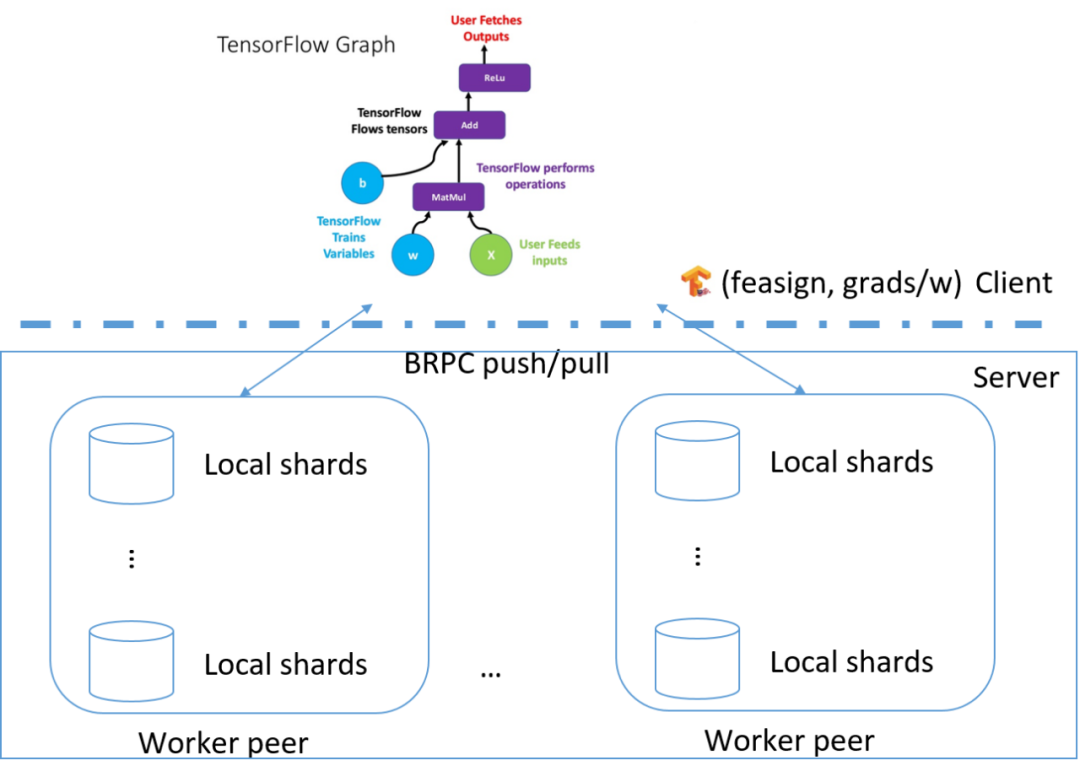 User Fetches
Outputs
TensorFlow Graph
ReLu
TensorFlow
Flows tensors
Add
b
TensorFlow performs
operations
MatMul
TensorFlow
Trains
Variables
w
X
User Feeds
inputs
(feasign, grads/w) Client
BRPC push/pull
Server
Local shards
Local shards
⋮
⋮
Local shards
...
Local shards
Worker peer
Worker peer